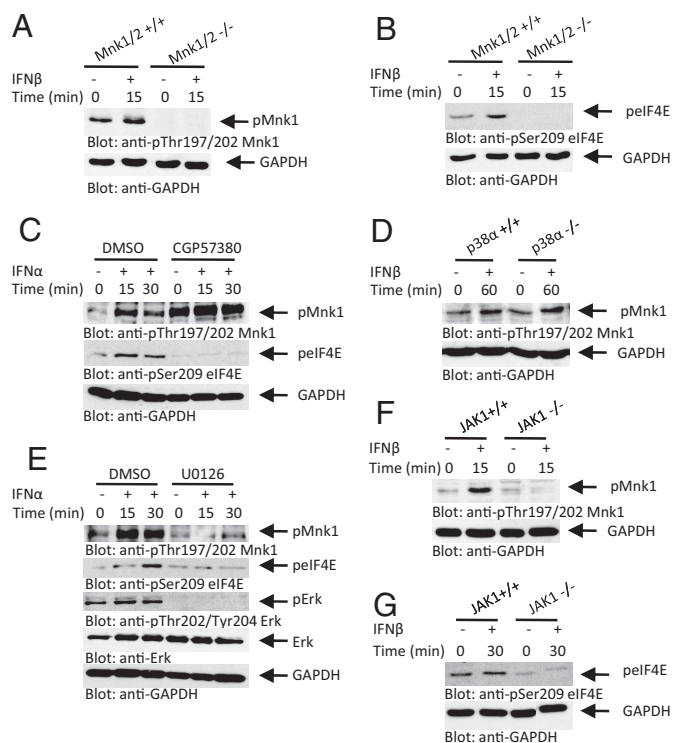 A
Mnk1/2 +/+ Mnk1/2 -/-
IFNβ - + - +
Time (min) 0 15 0 15
pMnk1
Blot: anti-pThr197/202 Mnk1
GAPDH
Blot: anti-GAPDH
B
Mnk1/2 +/+ Mnk1/2 -/-
IFNβ - + - +
Time (min) 0 15 0 15
peIF4E
Blot: anti-pSer209 eIF4E
GAPDH
Blot: anti-GAPDH
C
DMSO CGP57380
IFNα - + + - + +
Time (min) 0 15 30 0 15 30
pMnk1
Blot: anti-pThr197/202 Mnk1
peIF4E
Blot: anti-pSer209 eIF4E
GAPDH
Blot: anti-GAPDH
D
p38α +/+ p38α -/-
IFNβ - + - +
Time (min) 0 60 0 60
pMnk1
Blot: anti-pThr197/202 Mnk1
GAPDH
Blot: anti-GAPDH
E
DMSO U0126
IFNα - + + - + +
Time (min) 0 15 30 0 15 30
pMnk1
Blot: anti-pThr197/202 Mnk1
peIF4E
Blot: anti-pSer209 eIF4E
pErk
Blot: anti-pThr202/Tyr204 Erk
Erk
Blot: anti-Erk
GAPDH
Blot: anti-GAPDH
F
JAK1+/+ JAK1 -/-
IFNβ - + - +
Time (min) 0 15 0 15
pMnk1
Blot: anti-pThr197/202 Mnk1
GAPDH
Blot: anti-GAPDH
G
JAK1+/+ JAK1 -/-
IFNβ - + - +
Time (min) 0 30 0 30
peIF4E
Blot: anti-pSer209 eIF4E
GAPDH
Blot: anti-GAPDH